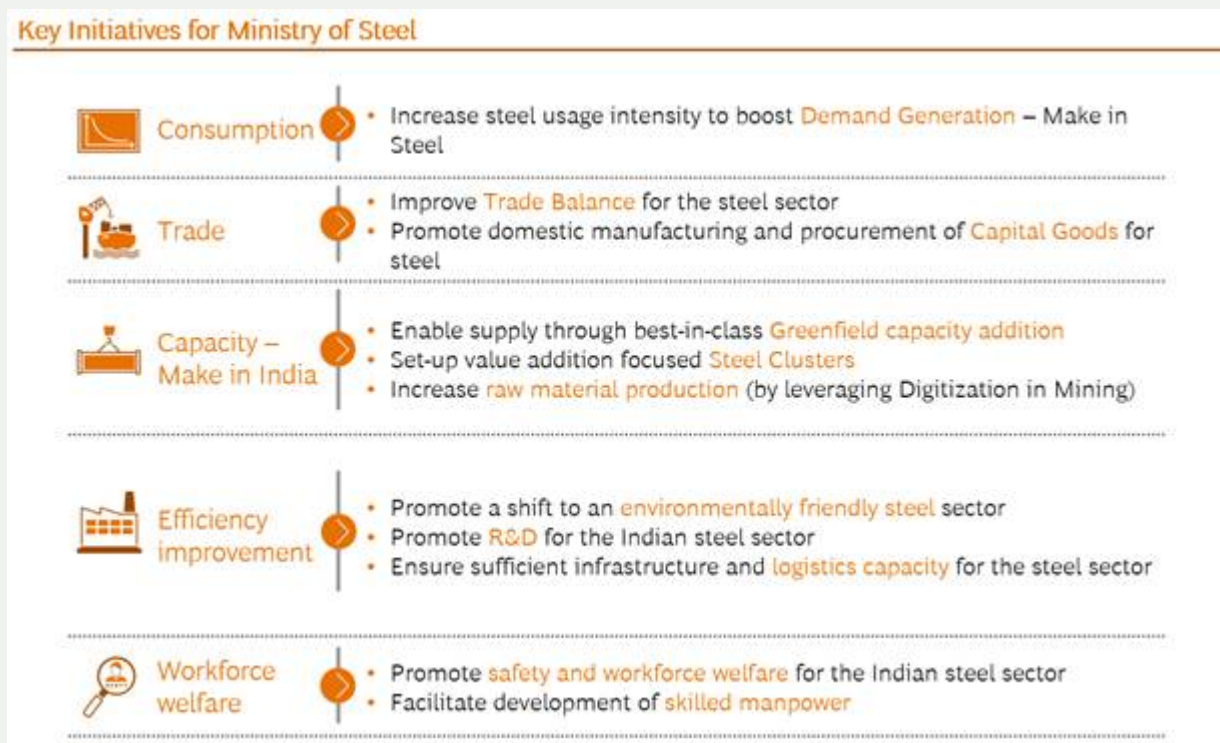 Key Initiatives for Ministry of Steel
Consumption
• Increase steel usage intensity to boost Demand Generation – Make in
Steel
Trade
• Improve Trade Balance for the steel sector
• Promote domestic manufacturing and procurement of Capital Goods for
steel
Capacity –
Make in India
• Enable supply through best-in-class Greenfield capacity addition
• Set-up value addition focused Steel Clusters
• Increase raw material production (by leveraging Digitization in Mining)
Efficiency
improvement
• Promote a shift to an environmentally friendly steel sector
• Promote R&D for the Indian steel sector
• Ensure sufficient infrastructure and logistics capacity for the steel sector
Workforce
welfare
• Promote safety and workforce welfare for the Indian steel sector
• Facilitate development of skilled manpower